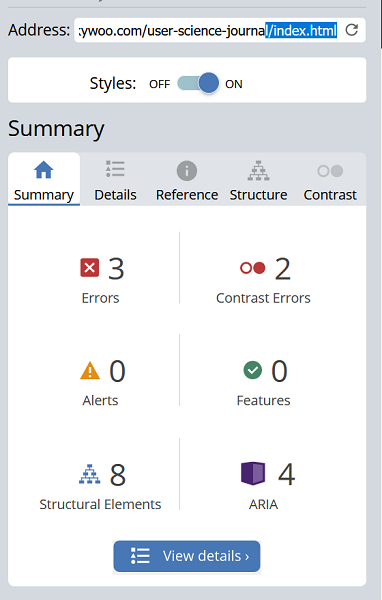 Address: ywoo.com/user-science-journal/index.html
Styles: OFF ON
Summary
Summary Details Reference Structure Contrast
3 2
Errors Contrast Errors
0 0
Alerts Features
8 4
Structural Elements ARIA
View details ›